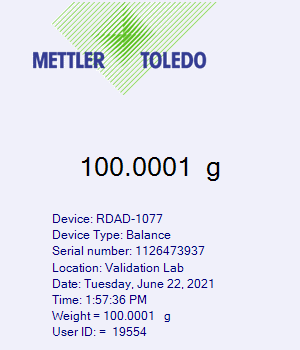 METTLER TOLEDO
100.0001 g
Device: RDAD-1077
Device Type: Balance
Serial number: 1126473937
Location: Validation Lab
Date: Tuesday, June 22, 2021
Time: 1:57:36 PM
Weight = 100.0001 g
User ID: = 19554